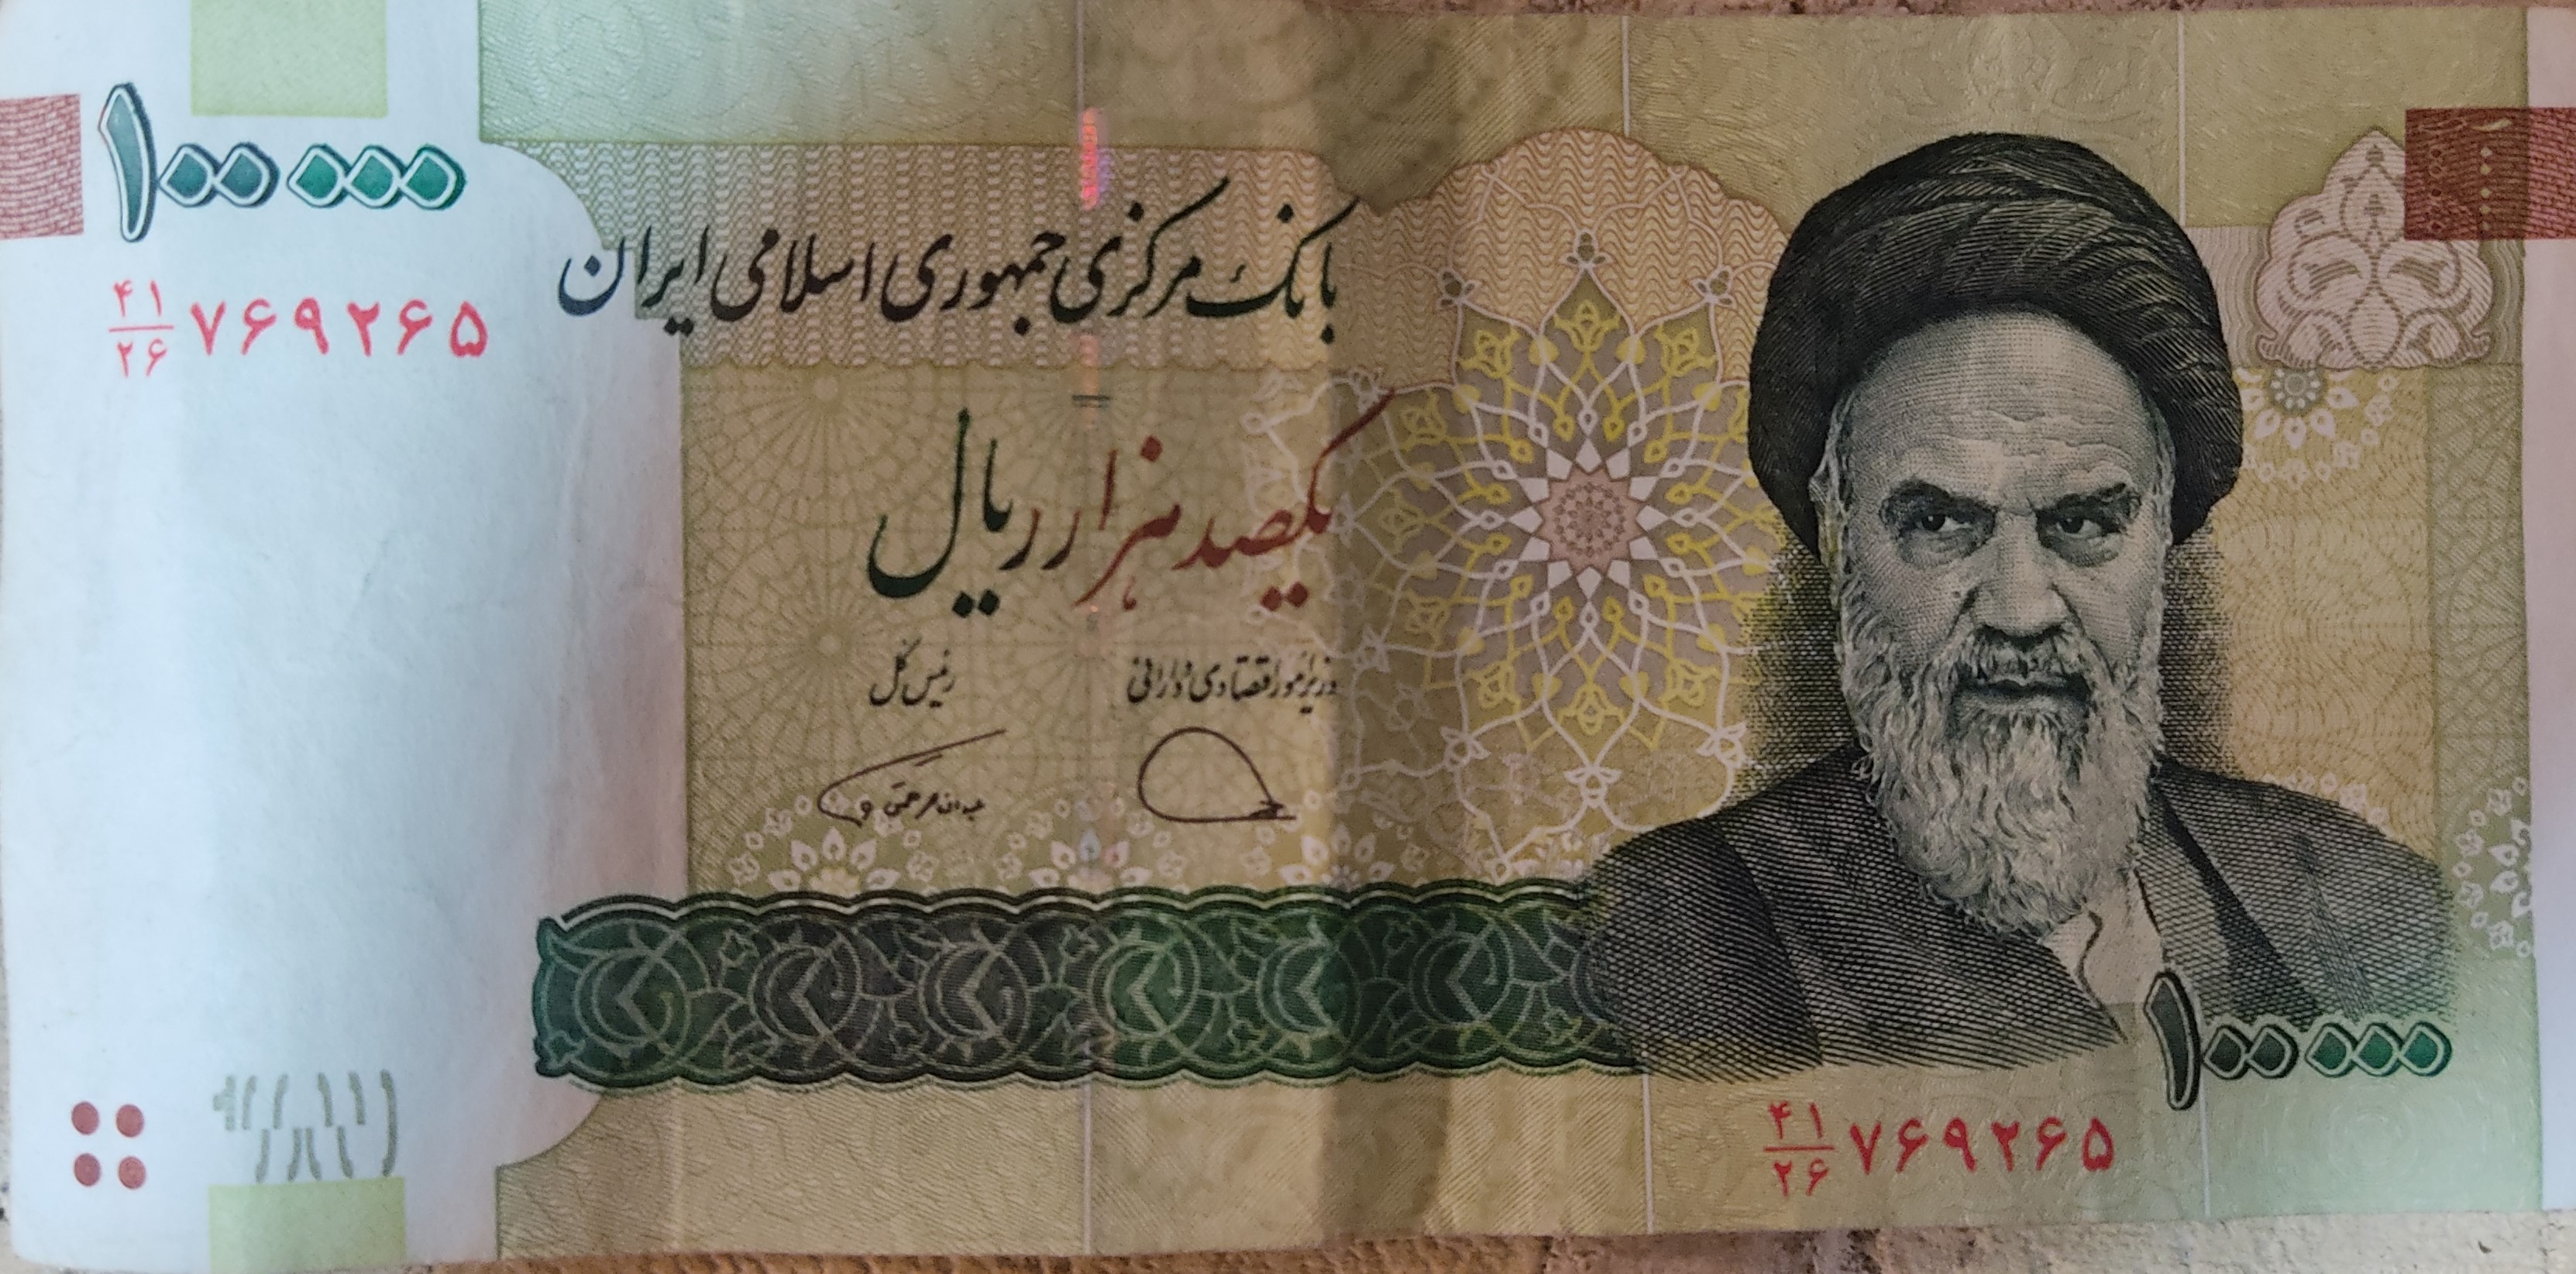 ۱۰۰۰۰۰
بانک مرکزی جمهوری اسلامی ایران
۴۱
۲۶ ۷۶۹۲۶۵
یکصد هزار ریال
وزیر امور اقتصادی و دارائی
رئیس کل
۱۰۰۰۰۰
۴۱
۲۶ ۷۶۹۲۶۵